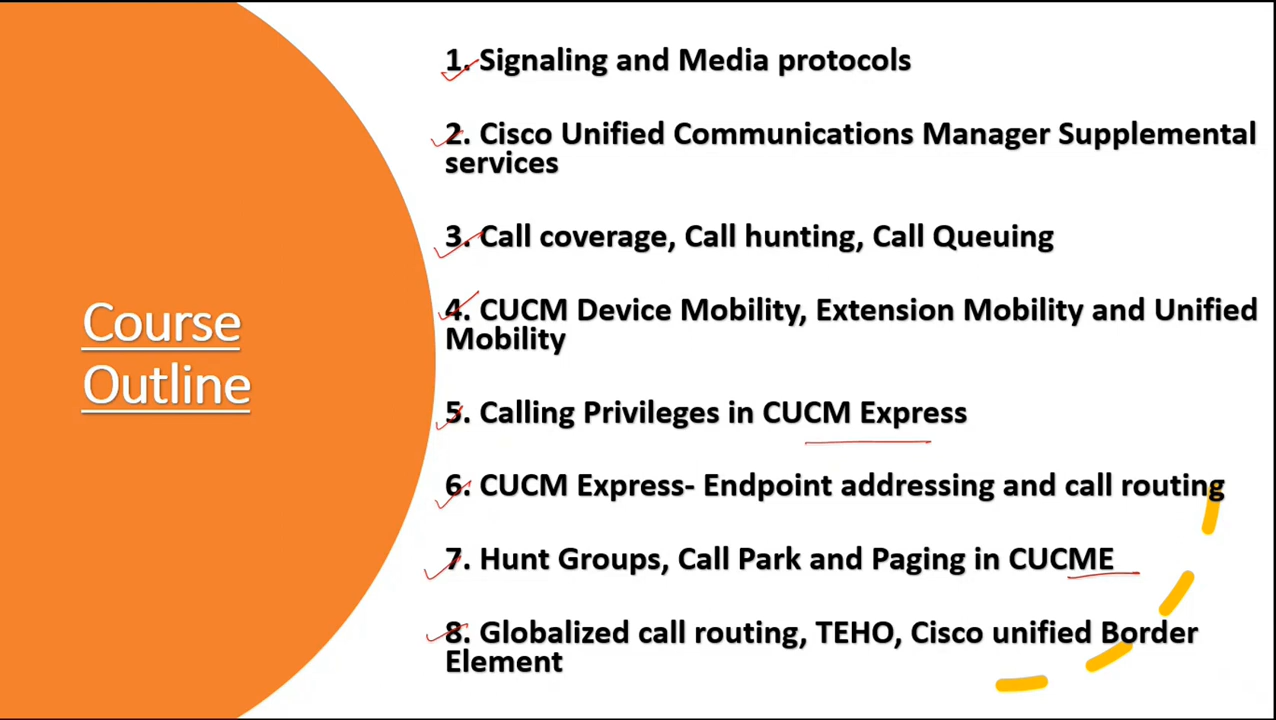 Course
Outline
1. Signaling and Media protocols
2. Cisco Unified Communications Manager Supplemental
services
3. Call coverage, Call hunting, Call Queuing
4. CUCM Device Mobility, Extension Mobility and Unified
Mobility
5. Calling Privileges in CUCM Express
6. CUCM Express- Endpoint addressing and call routing
7. Hunt Groups, Call Park and Paging in CUCME
8. Globalized call routing, TEHO, Cisco unified Border
Element